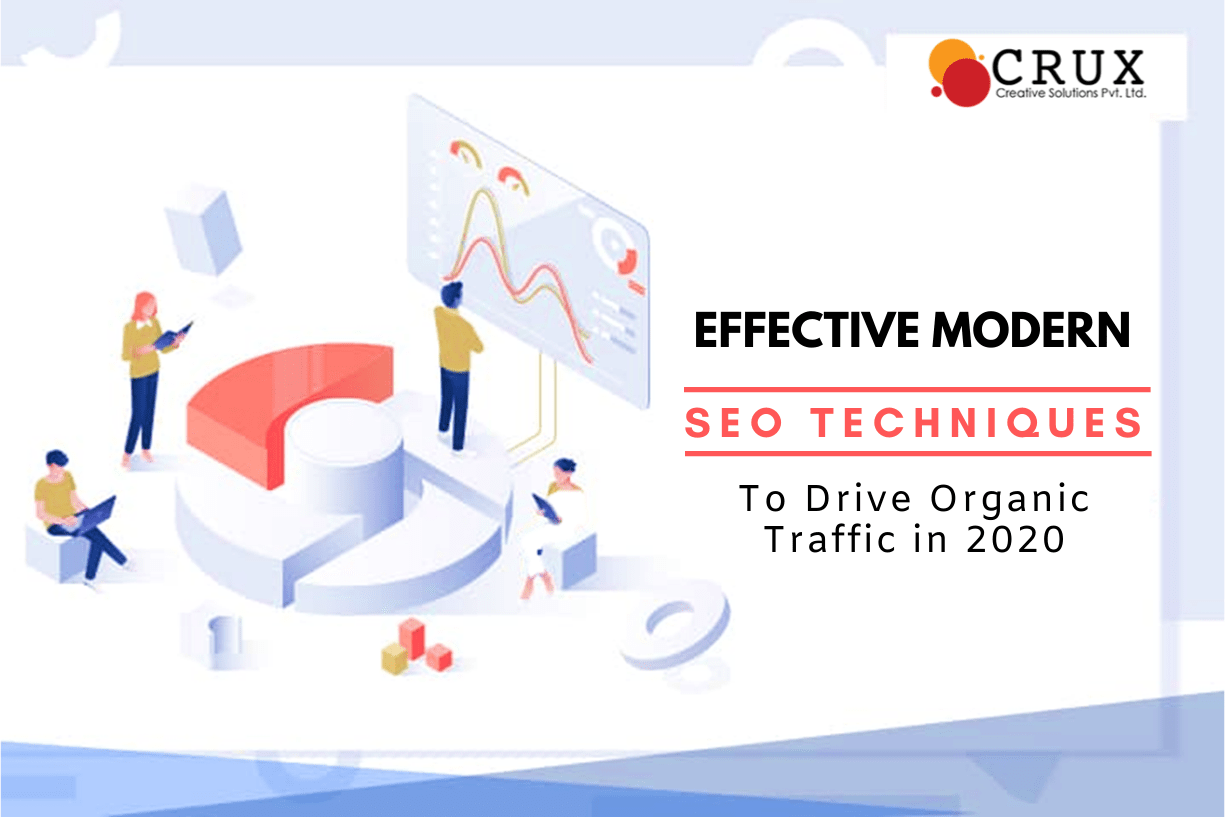 CRUX
Creative Solutions Pvt. Ltd.
EFFECTIVE MODERN
SEO TECHNIQUES
To Drive Organic
Traffic in 2020